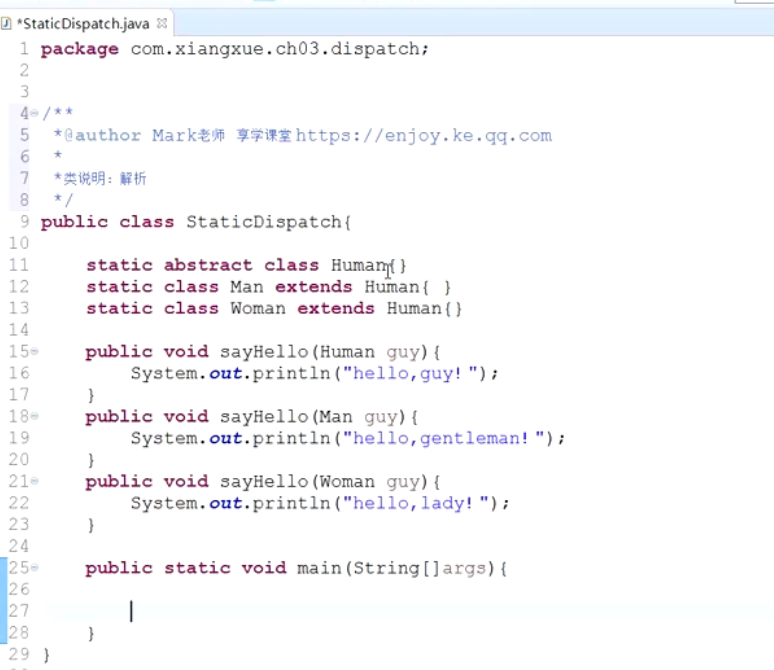 *StaticDispatch.java
1 package com.xiangxue.ch03.dispatch;
2
3
4 /**
5 *@author Mark老师 享学课堂https://enjoy.ke.qq.com
6 *
7 *类说明：解析
8 */
9 public class StaticDispatch{
10
11 static abstract class Human{}
12 static class Man extends Human{ }
13 static class Woman extends Human{}
14
15 public void sayHello(Human guy){
16 System.out.println("hello,guy!");
17 }
18 public void sayHello(Man guy){
19 System.out.println("hello,gentleman!");
20 }
21 public void sayHello(Woman guy){
22 System.out.println("hello,lady!");
23 }
24
25 public static void main(String[]args){
26
27
28 }
29 }